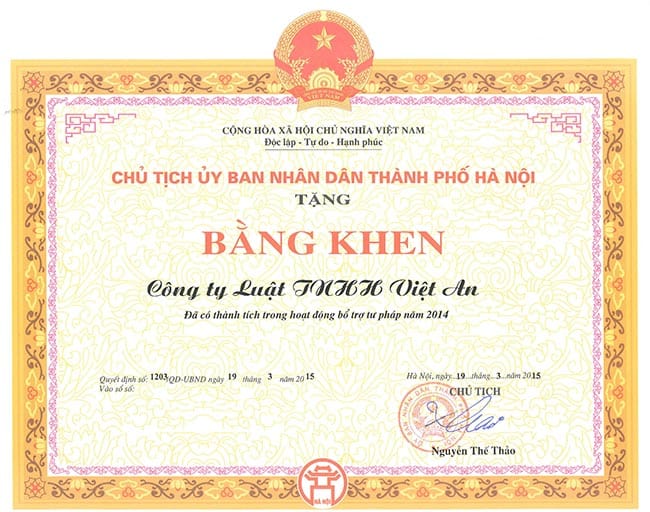 CỘNG HÒA XÃ HỘI CHỦ NGHĨA VIỆT NAM
Độc lập - Tự do - Hạnh phúc
CHỦ TỊCH ỦY BAN NHÂN DÂN THÀNH PHỐ HÀ NỘI
TẶNG
BẰNG KHEN
Công ty Luật TNHH Việt An
Đã có thành tích trong hoạt động bổ trợ tư pháp năm 2014
Quyết định số: 1203/QD-UBND ngày 19 tháng 3 năm 2015
Vào sổ số:
Hà Nội, ngày..19...tháng...3..năm 2015
CHỦ TỊCH
Nguyễn Thế Thảo
HÀ NỘI